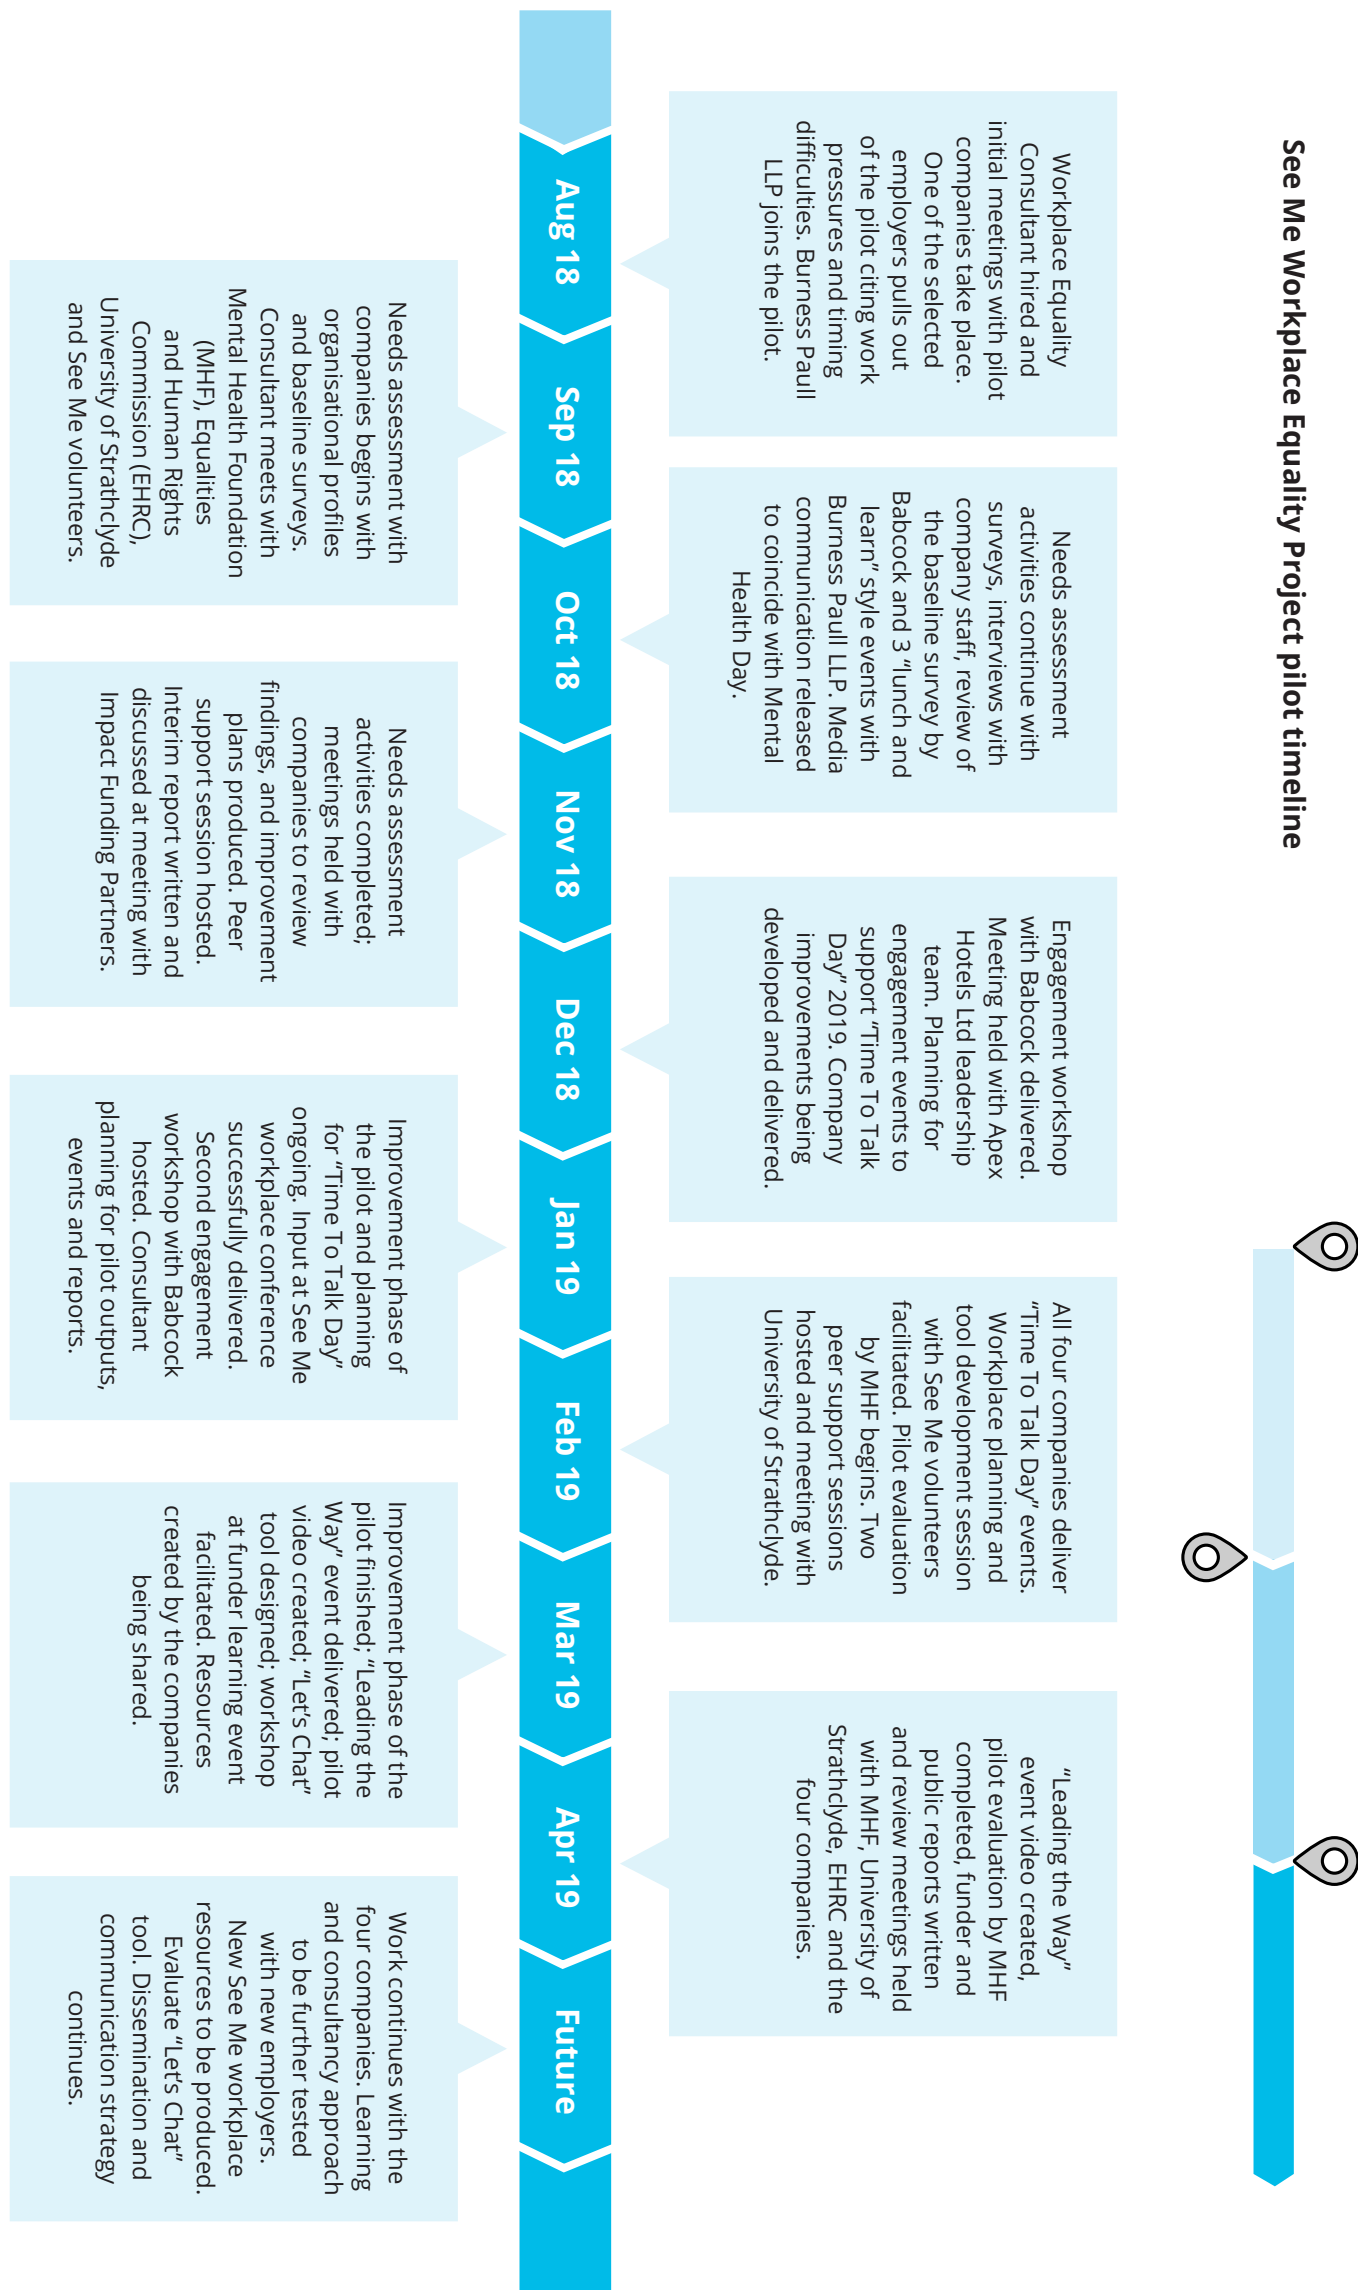 See Me Workplace Equality Project pilot timeline
Workplace Equality
Consultant hired and
initial meetings with pilot
companies take place.
One of the selected
employers pulls out
of the pilot citing work
pressures and timing
difficulties. Burness Paull
LLP joins the pilot.
Needs assessment
activities continue with
surveys, interviews with
company staff, review of
the baseline survey by
Babcock and 3 “lunch and
learn” style events with
Burness Paull LLP. Media
communication released
to coincide with Mental
Health Day.
Engagement workshop
with Babcock delivered.
Meeting held with Apex
Hotels Ltd leadership
team. Planning for
engagement events to
support “Time To Talk
Day” 2019. Company
improvements being
developed and delivered.
All four companies deliver
“Time To Talk Day” events.
Workplace planning and
tool development session
with See Me volunteers
facilitated. Pilot evaluation
by MHF begins. Two
peer support sessions
hosted and meeting with
University of Strathclyde.
“Leading the Way”
event video created,
pilot evaluation by MHF
completed, funder and
public reports written
and review meetings held
with MHF, University of
Strathclyde, EHRC and the
four companies.
Aug 18
Sep 18
Oct 18
Nov 18
Dec 18
Jan 19
Feb 19
Mar 19
Apr 19
Future
Needs assessment with
companies begins with
organisational profiles
and baseline surveys.
Consultant meets with
Mental Health Foundation
(MHF), Equalities
and Human Rights
Commission (EHRC),
University of Strathclyde
and See Me volunteers.
Needs assessment
activities completed;
meetings held with
companies to review
findings, and improvement
plans produced. Peer
support session hosted.
Interim report written and
discussed at meeting with
Impact Funding Partners.
Improvement phase of
the pilot and planning
for “Time To Talk Day”
ongoing. Input at See Me
workplace conference
successfully delivered.
Second engagement
workshop with Babcock
hosted. Consultant
planning for pilot outputs,
events and reports.
Improvement phase of the
pilot finished; “Leading the
Way” event delivered; pilot
video created; “Let’s Chat”
tool designed; workshop
at funder learning event
facilitated. Resources
created by the companies
being shared.
Work continues with the
four companies. Learning
and consultancy approach
to be further tested
with new employers.
New See Me workplace
resources to be produced.
Evaluate “Let’s Chat”
tool. Dissemination and
communication strategy
continues.